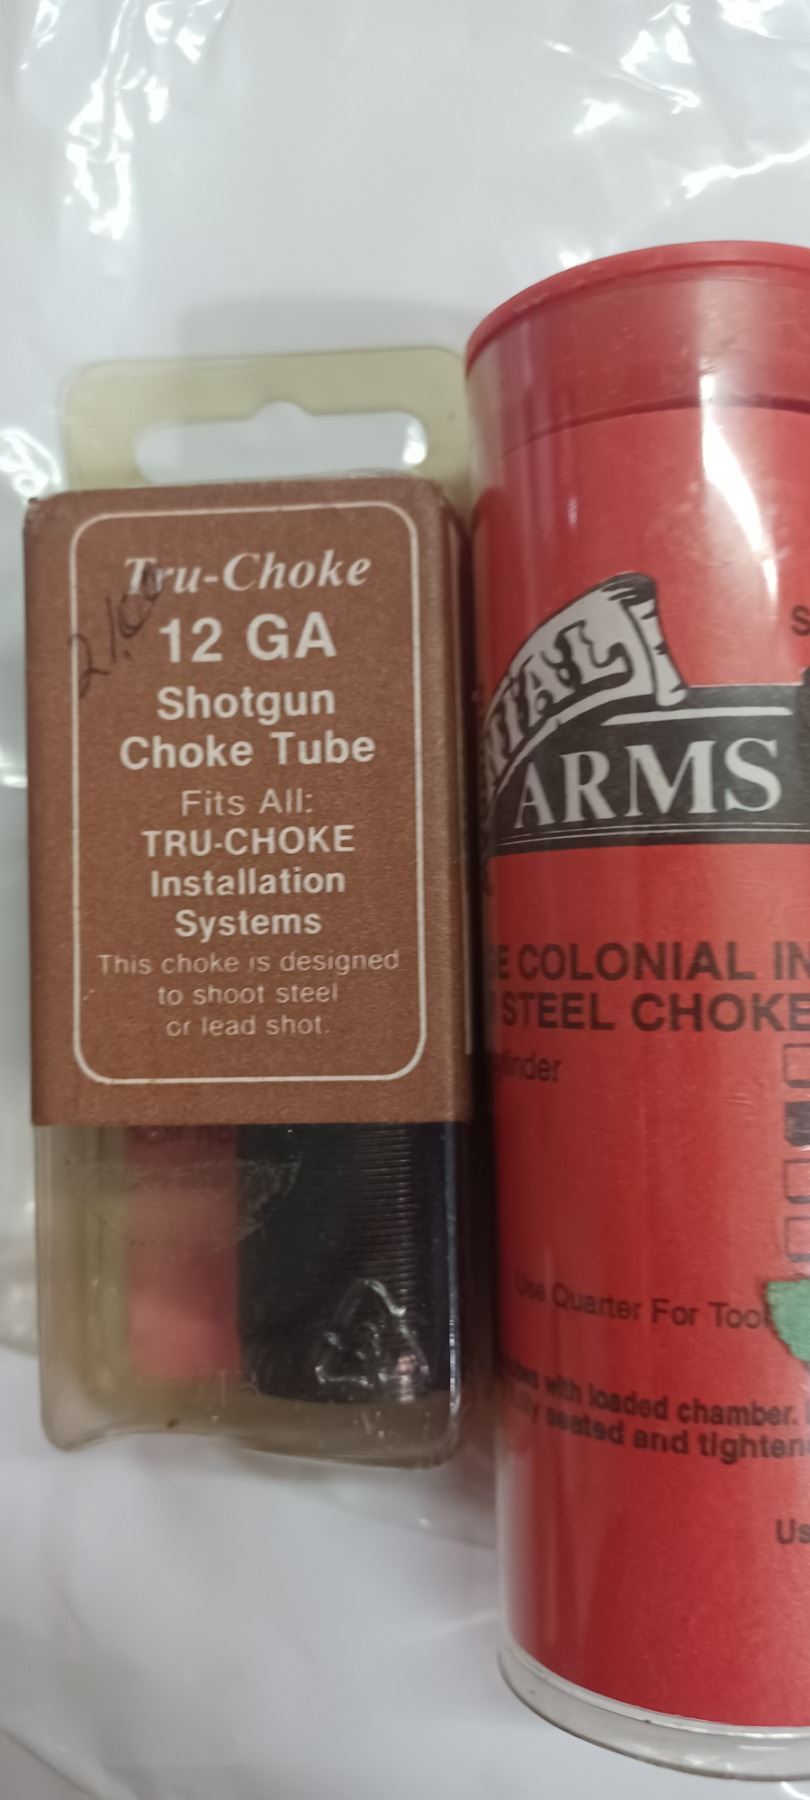 Tru-Choke
12 GA
Shotgun
Choke Tube
Fits All:
TRU-CHOKE
Installation
Systems
This choke is designed
to shoot steel
or lead shot.
ARMS
COLONIAL IN
STEEL CHOKE
Use Quarter For Tool
with loaded chamber.
seated and tighten
Us